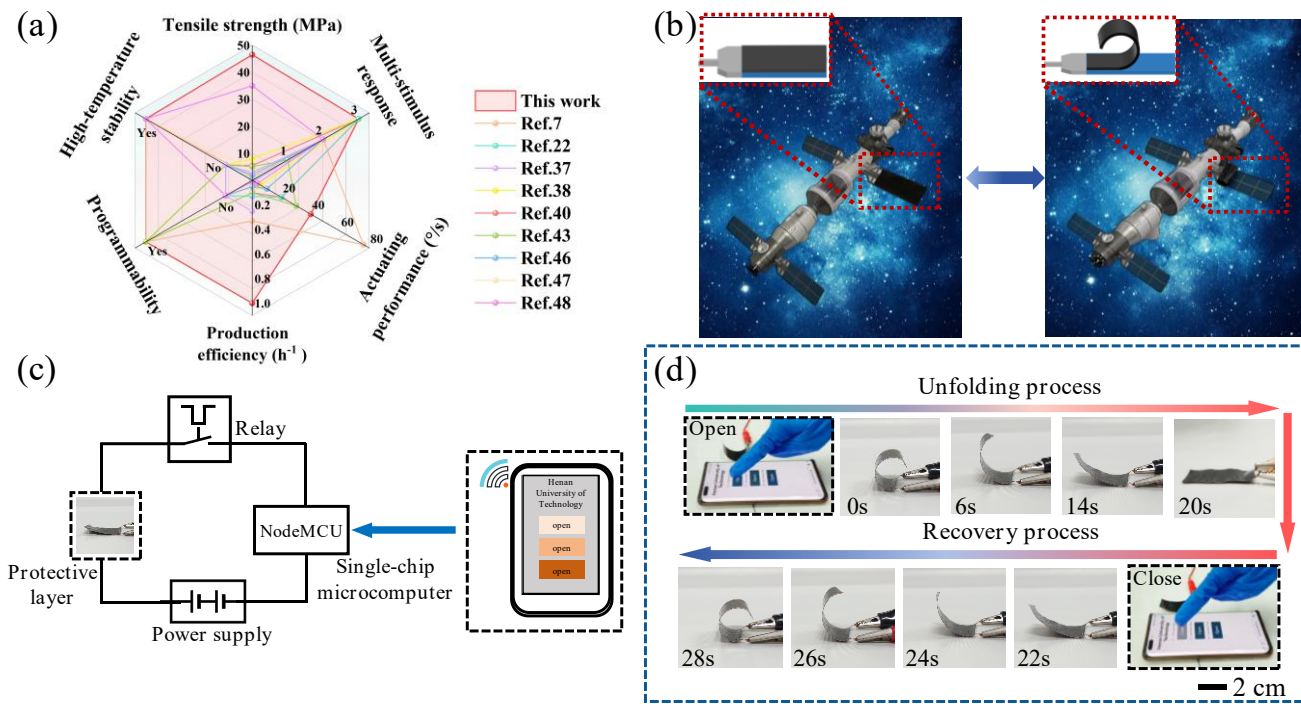 (a)
Tensile strength (MPa)
50
40
30
20
10
Multi-stimulus
response
3
2
1
High-temperature
stability
Yes
No
Programmability
Yes
No
Production
efficiency (h⁻¹)
0.2
0.4
0.6
0.8
1.0
Actuating
performance (°/s)
20
40
60
80
This work
Ref.7
Ref.22
Ref.37
Ref.38
Ref.40
Ref.43
Ref.46
Ref.47
Ref.48
(b)
(c)
Relay
NodeMCU
Single-chip
microcomputer
Protective
layer
Power supply
Henan
University of
Technology
open
open
open
(d)
Unfolding process
Open
0s
6s
14s
20s
Recovery process
28s
26s
24s
22s
Close
2 cm